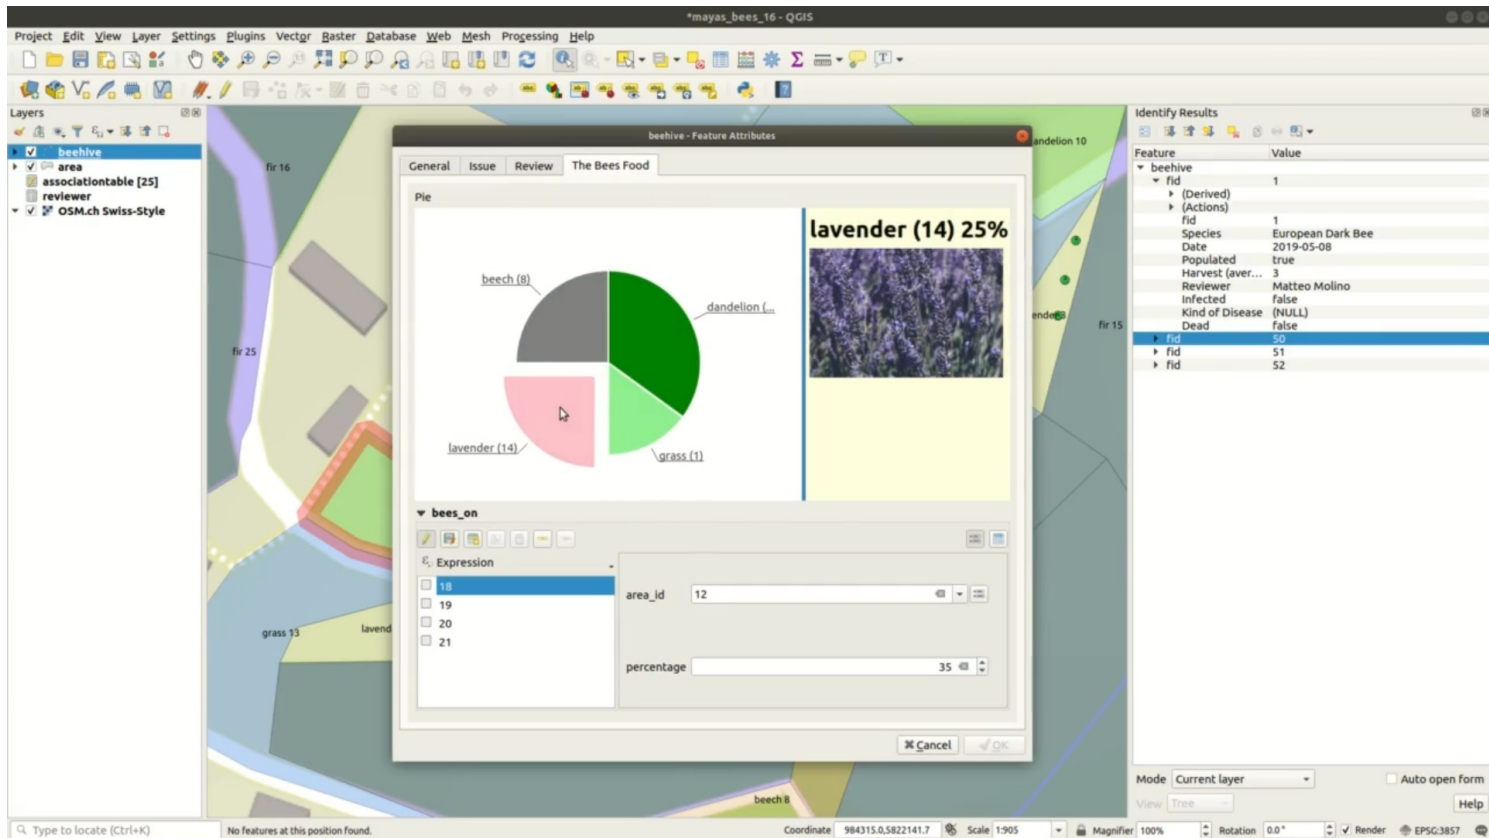 *mayas_bees_16 - QGIS
Project Edit View Layer Settings Plugins Vector Raster Database Web Mesh Processing Help
Layers
beehive
area
associationtable [25]
reviewer
OSM.ch Swiss-Style
fir 16
fir 25
grass 13
lavend
beech 8
andelion 10
fir 15
beehive - Feature Attributes
General Issue Review The Bees Food
Pie
beech (8)
dandelion (...
lavender (14)
grass (1)
lavender (14) 25%
bees_on
Expression
18
19
20
21
area_id 12
percentage 35
Cancel OK
Identify Results
Feature Value
beehive
fid 1
(Derived)
(Actions)
fid 1
Species European Dark Bee
Date 2019-05-08
Populated true
Harvest (aver... 3
Reviewer Matteo Molino
Infected false
Kind of Disease (NULL)
Dead false
fid 50
fid 51
fid 52
Mode Current layer Auto open form
View Tree Help
Type to locate (Ctrl+K) No features at this position found. Coordinate 984315.0,5822141.7 Scale 1:905 Magnifier 100% Rotation 0.0° Render EPSG:3857